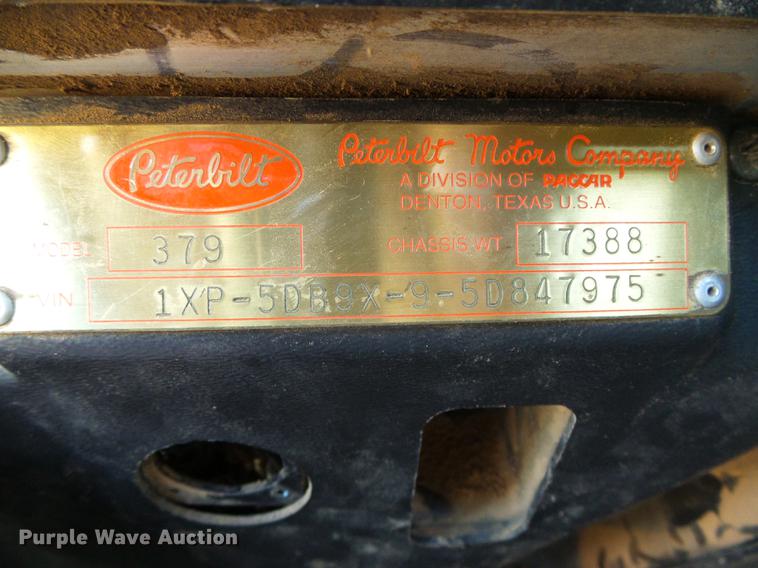 Peterbilt
Peterbilt Motors Company
A DIVISION OF PACCAR
DENTON, TEXAS U.S.A.
MODEL 379 CHASSIS WT. 17388
VIN 1XP-5DB9X-9-5D847975
Purple Wave Auction